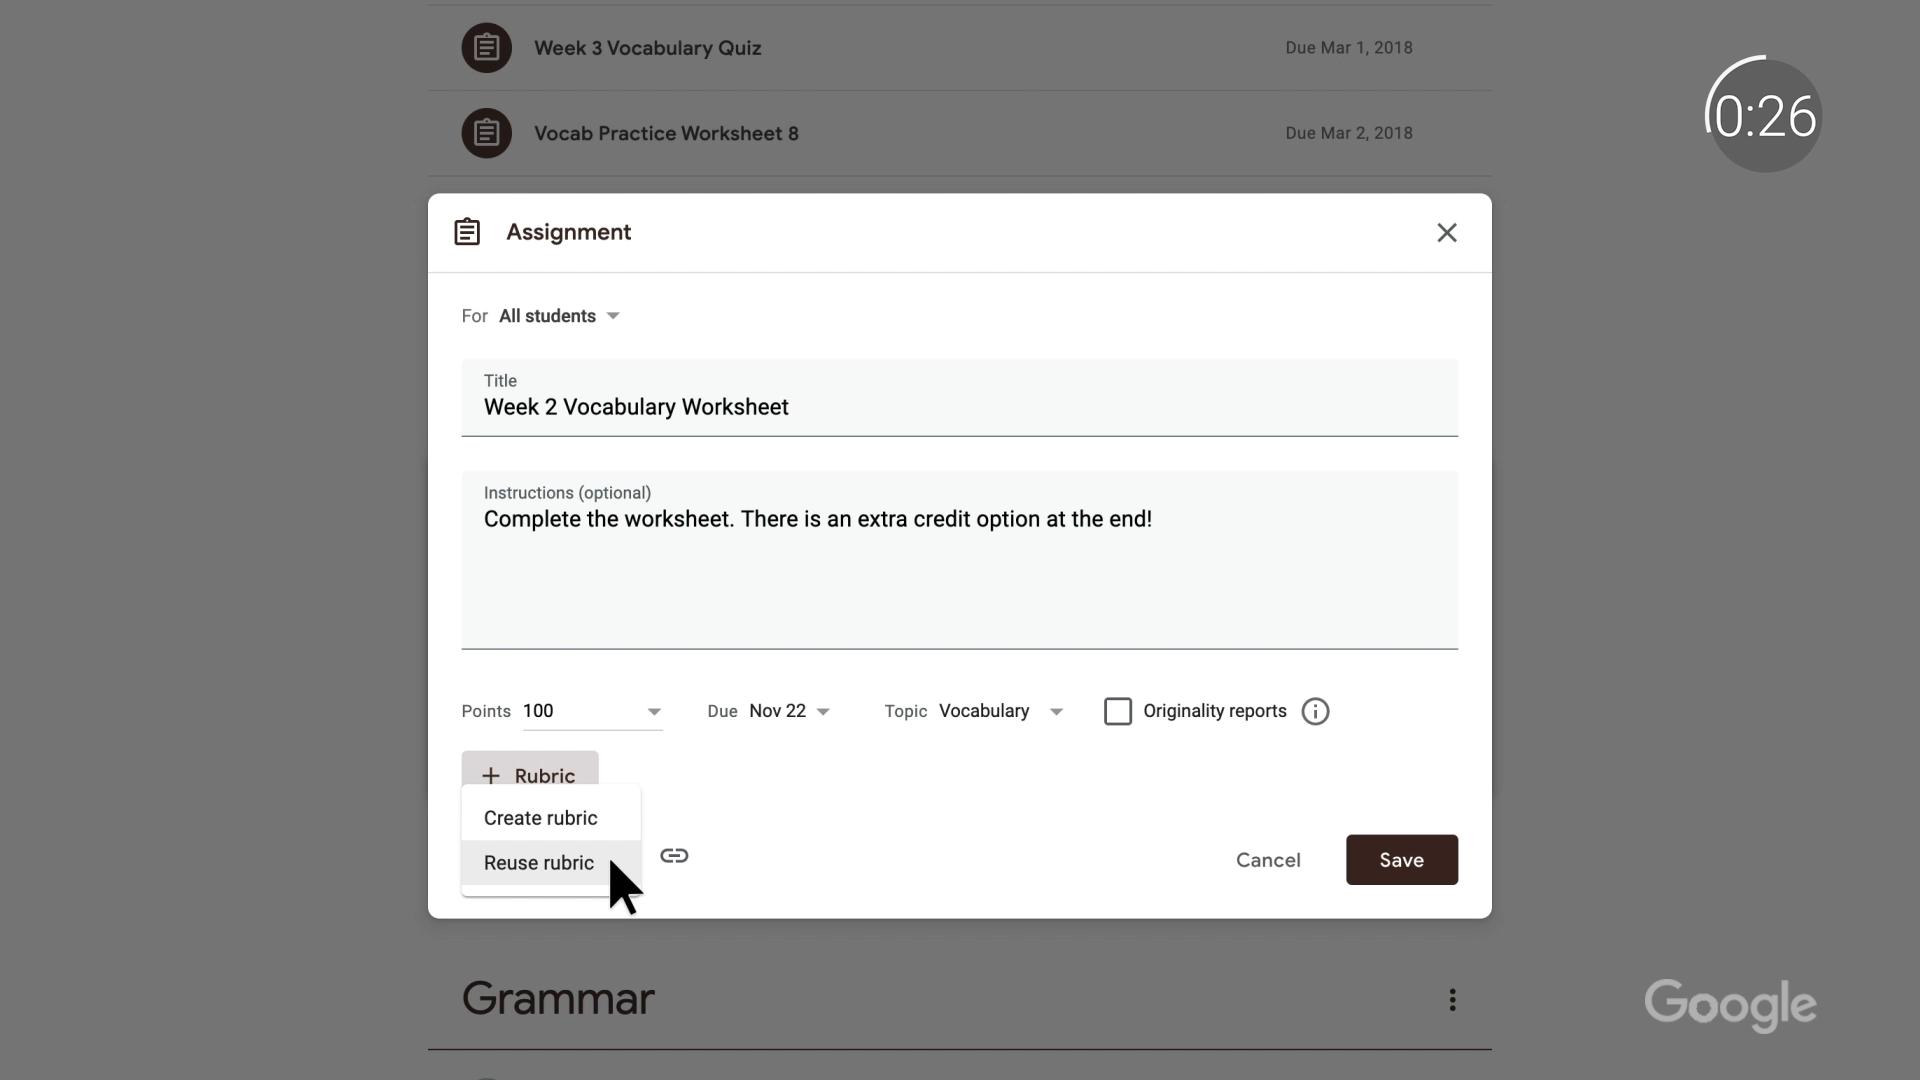 Week 3 Vocabulary Quiz
Due Mar 1, 2018
0:26
Vocab Practice Worksheet 8
Due Mar 2, 2018
Assignment
For All students
Title
Week 2 Vocabulary Worksheet
Instructions (optional)
Complete the worksheet. There is an extra credit option at the end!
Points 100
Due Nov 22
Topic Vocabulary
Originality reports
+ Rubric
Create rubric
Reuse rubric
Cancel
Save
Grammar
Google